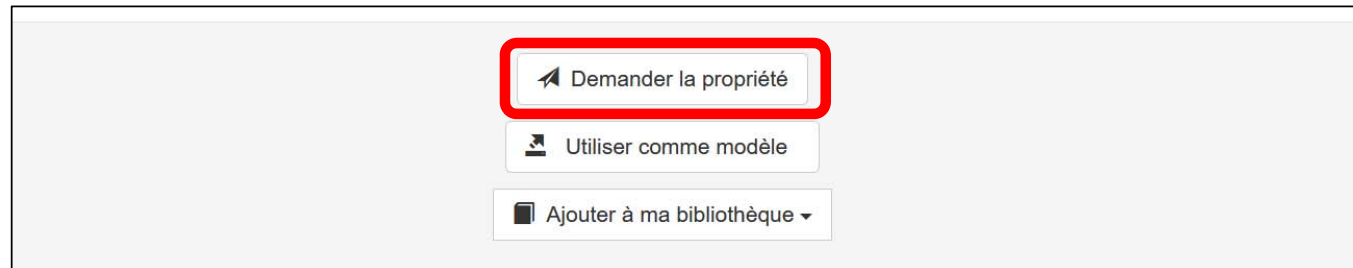 Demander la propriété
Utiliser comme modèle
Ajouter à ma bibliothèque